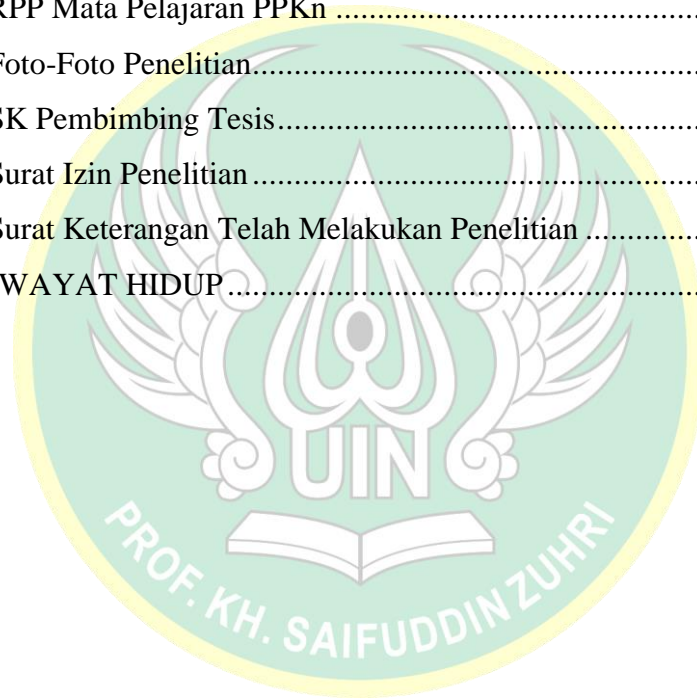 RPP Mata Pelajaran PPKn ..............................................
Foto-Foto Penelitian..........................................................
SK Pembimbing Tesis.......................................................
Surat Izin Penelitian ..........................................................
Surat Keterangan Telah Melakukan Penelitian ...............
WAYAT HIDUP .............................................................
UIN
PROF. KH. SAIFUDDIN ZUHRI